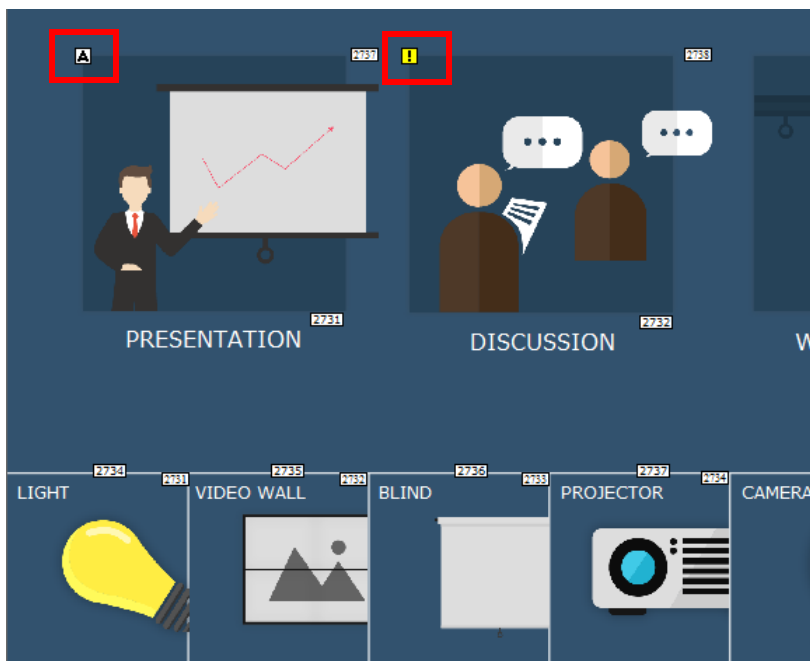 A
2737
!
2738
2731
2732
PRESENTATION
DISCUSSION
W
2734
2731
2735
2732
2736
2733
2737
2734
LIGHT
VIDEO WALL
BLIND
PROJECTOR
CAMERA